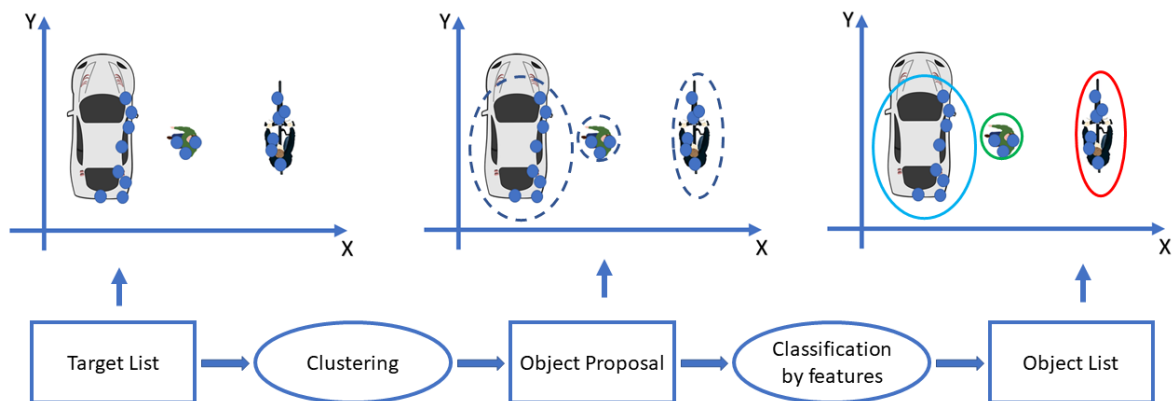 Y
X
Y
X
Y
X
Target List
Clustering
Object Proposal
Classification
by features
Object List